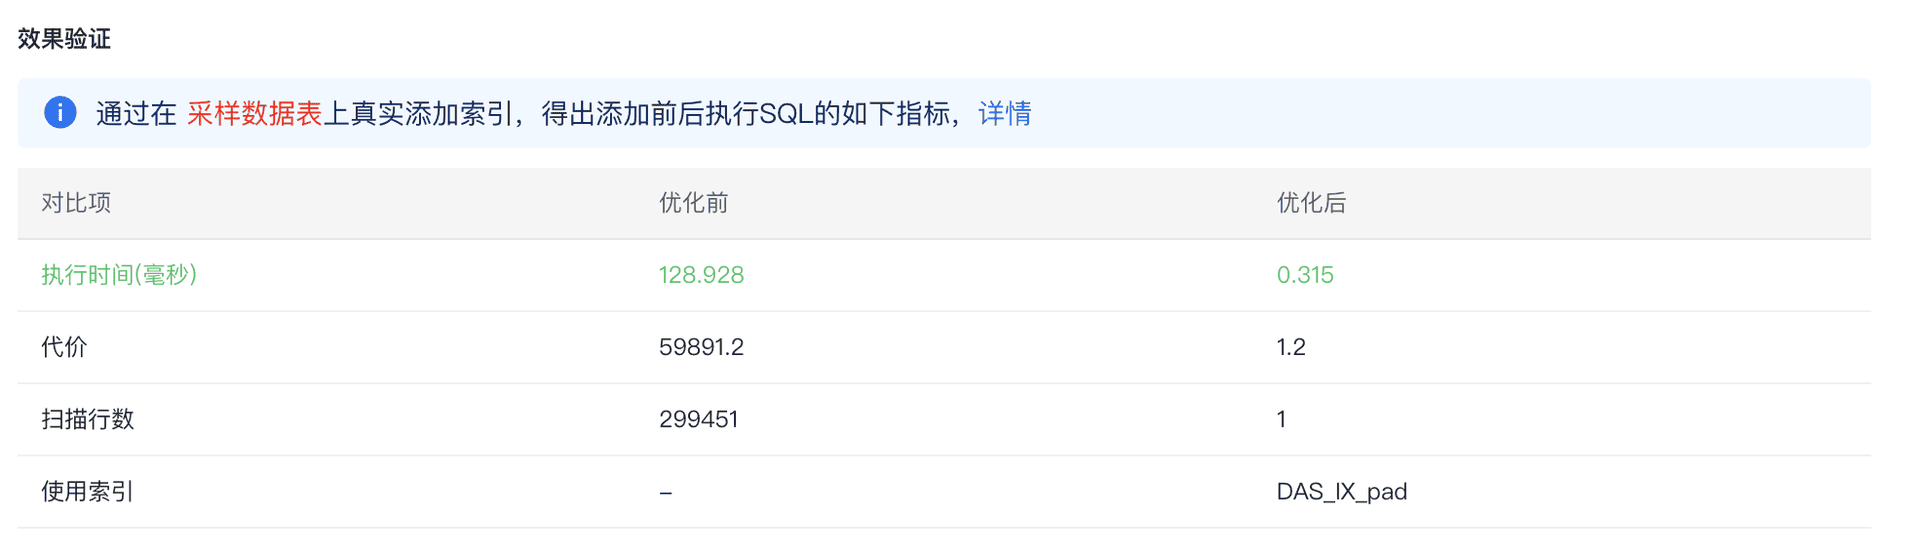 效果验证
通过在 采样数据表上真实添加索引，得出添加前后执行SQL的如下指标，详情
对比项 优化前 优化后
执行时间(毫秒) 128.928 0.315
代价 59891.2 1.2
扫描行数 299451 1
使用索引 – DAS_IX_pad